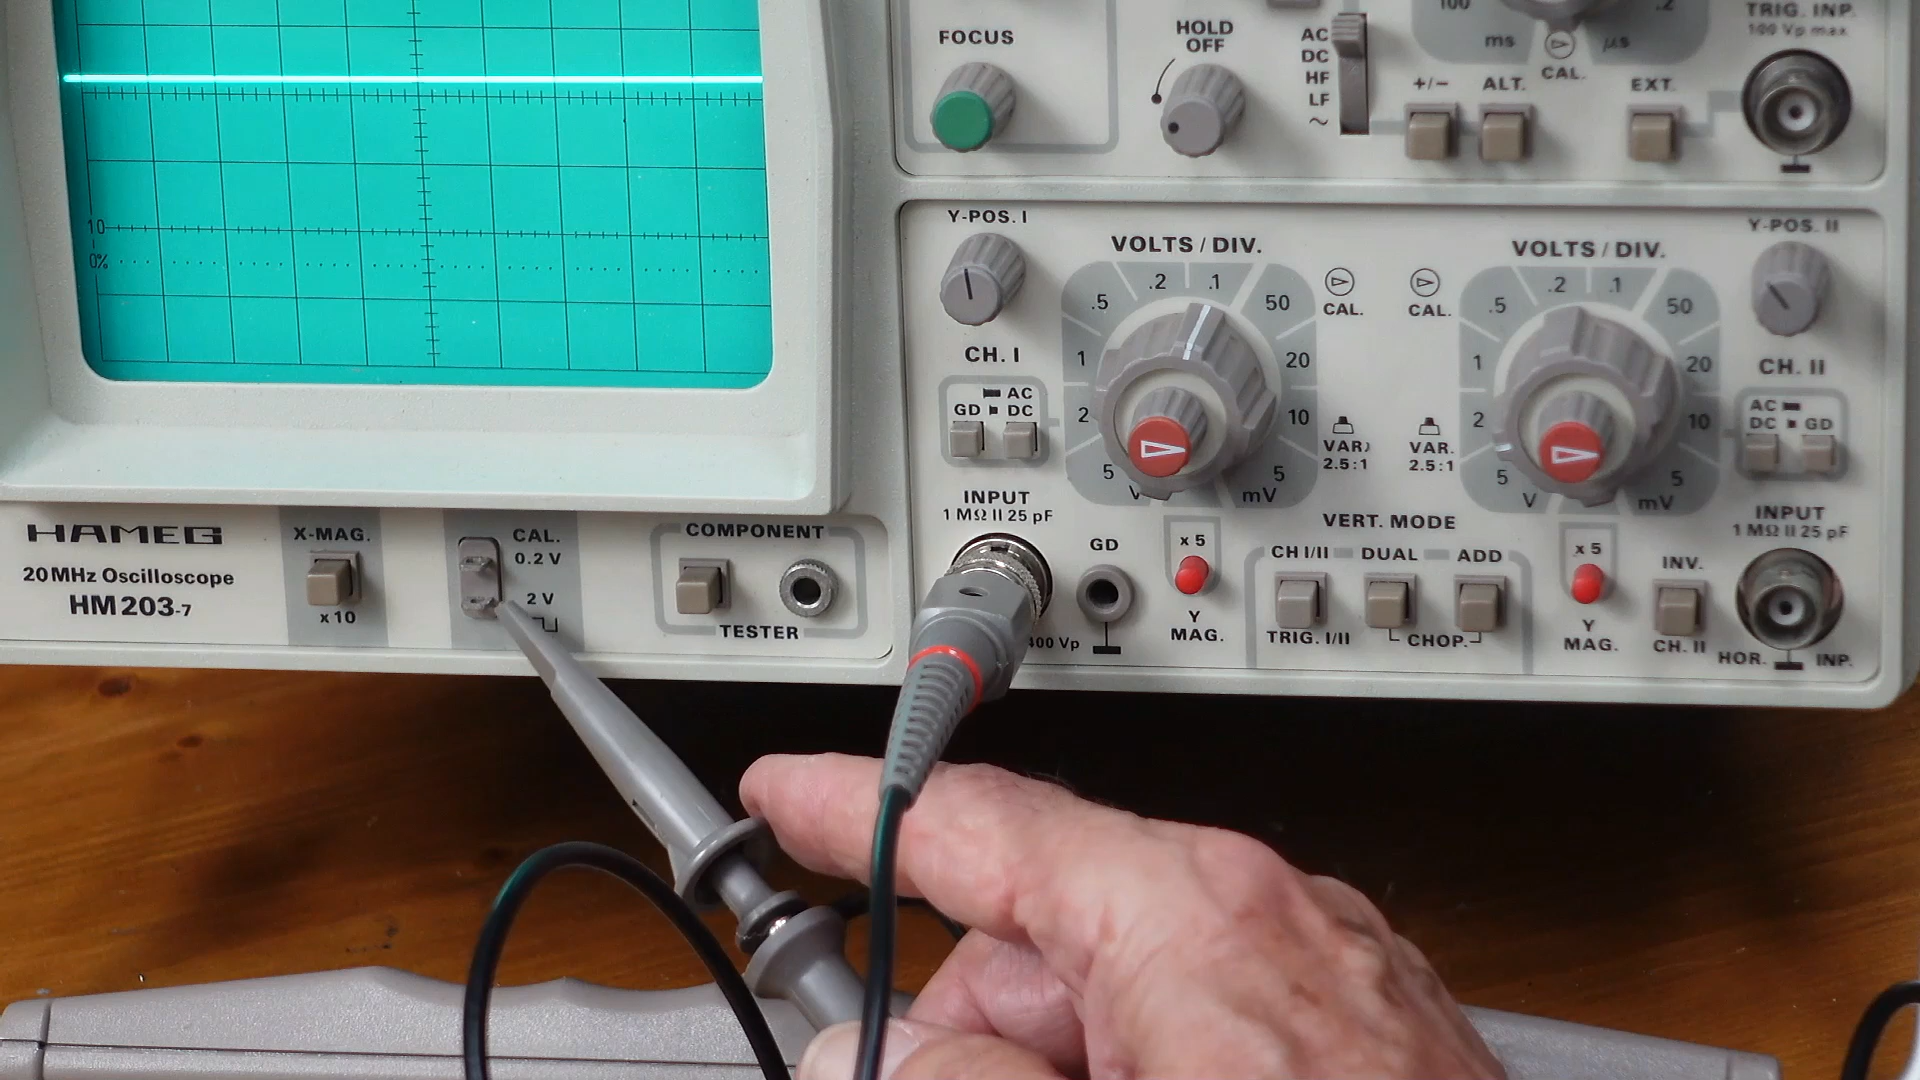 FOCUS
HOLD
OFF
AC
DC
HF
LF
~
100
ms
.2
µs
CAL.
+/−
ALT.
EXT.
TRIG. INP.
100 Vp max
10
0%
Y-POS. I
VOLTS / DIV.
.5
.2
.1
50
20
10
5
mV
1
2
5
V
CAL.
VAR.
2.5:1
CH. I
AC
GD
DC
INPUT
1 MΩ II 25 pF
400 Vp
GD
x 5
Y
MAG.
CAL.
VAR.
2.5:1
VOLTS / DIV.
.5
.2
.1
50
20
10
5
mV
1
2
5
V
Y-POS. II
CH. II
AC
DC
GD
INPUT
1 MΩ II 25 pF
VERT. MODE
CH I/II
DUAL
ADD
TRIG. I/II
CHOP.
x 5
Y
MAG.
INV.
CH. II
HOR.
INP.
HAMEG
20 MHz Oscilloscope
HM 203-7
X-MAG.
x 10
CAL.
0.2 V
2 V
COMPONENT
TESTER